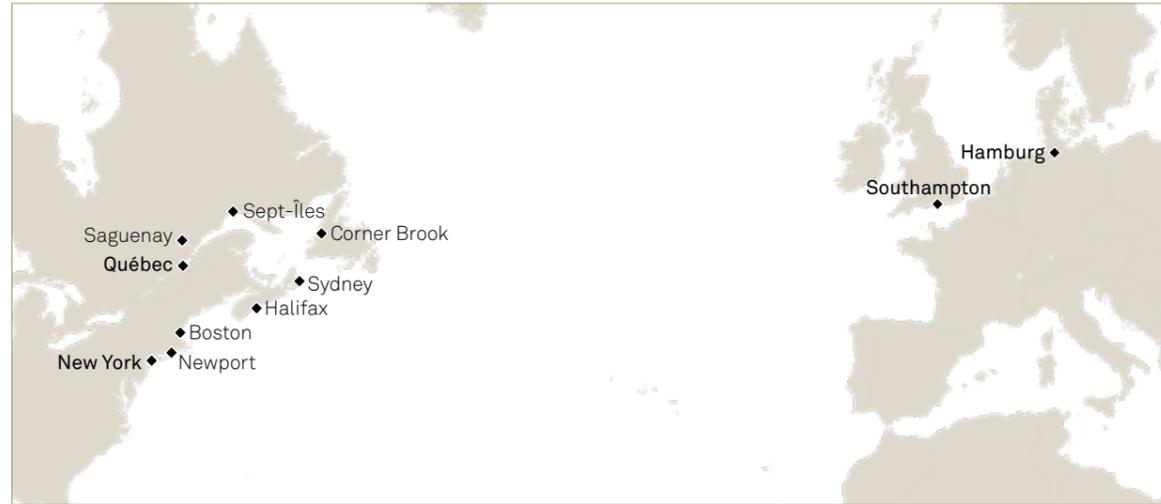 Hamburg
Southampton
Sept-Îles
Corner Brook
Saguenay
Québec
Sydney
Halifax
Boston
New York
Newport